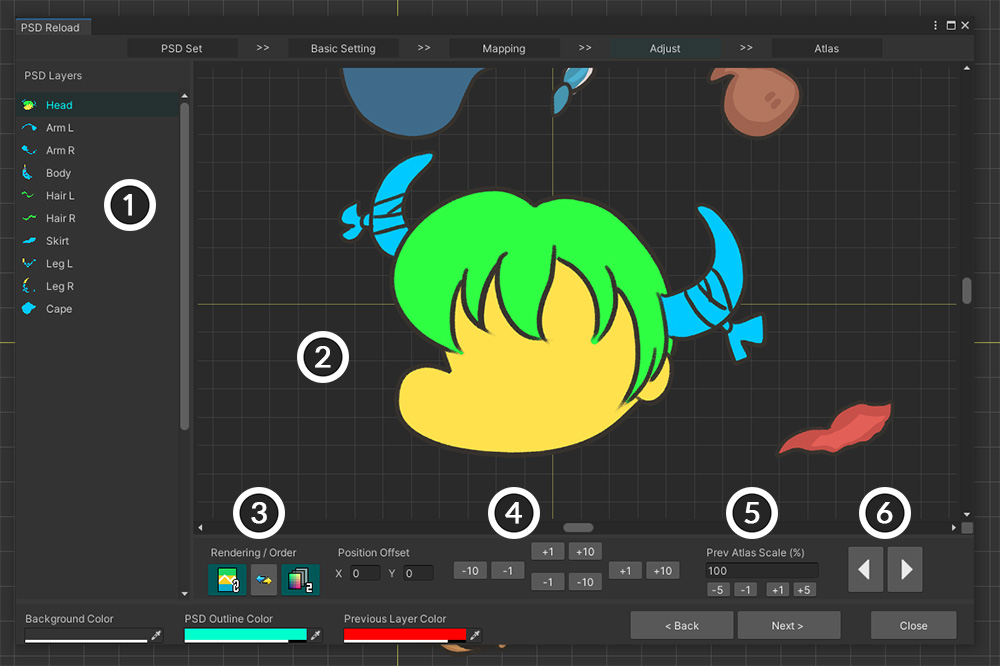 PSD Reload
PSD Set >> Basic Setting >> Mapping >> Adjust >> Atlas
PSD Layers
Head
Arm L
Arm R
Body
Hair L
Hair R
Skirt
Leg L
Leg R
Cape
1
2
3
4
5
6
Rendering / Order
2
Position Offset
X 0 Y 0
-10 -1
+1 +10
-1 -10
+1 +10
Prev Atlas Scale (%)
100
-5 -1 +1 +5
Background Color
PSD Outline Color
Previous Layer Color
< Back
Next >
Close